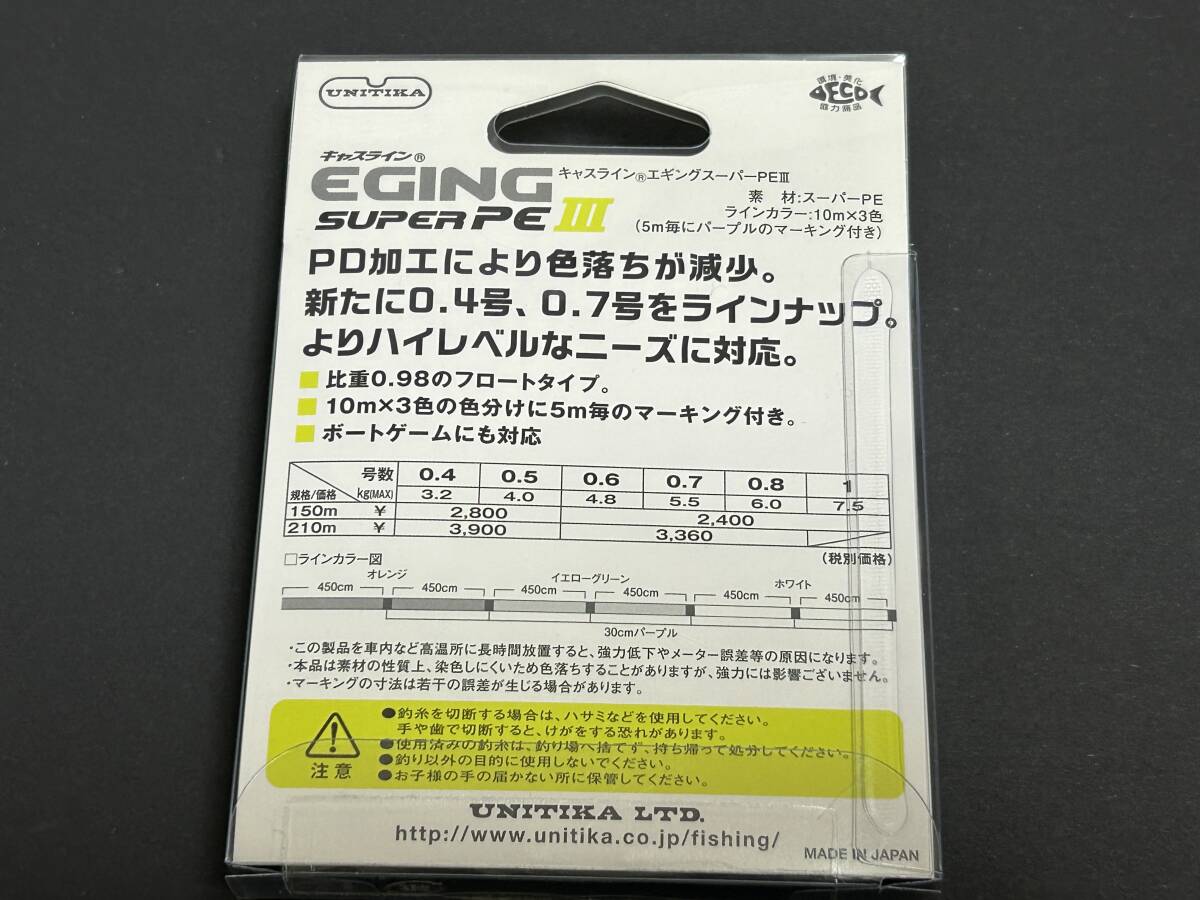 UNITIKA
環境・美化
DECO
協力商品
キャスライン®
EGING
SUPER PE III
キャスライン®エギングスーパーPEⅢ
素 材:スーパーPE
ラインカラー:10m×3色
(5m毎にパープルのマーキング付き)
PD加工により色落ちが減少。
新たに0.4号、0.7号をラインナップ。
よりハイレベルなニーズに対応。
比重0.98のフロートタイプ。
10m×3色の色分けに5m毎のマーキング付き。
ボートゲームにも対応
号数 0.4 0.5 0.6 0.7 0.8 1
規格/価格 kg(MAX) 3.2 4.0 4.8 5.5 6.0 7.5
150m ¥ 2,800 2,400
210m ¥ 3,900 3,360
□ラインカラー図
(税別価格)
オレンジ イエローグリーン ホワイト
450cm 450cm 450cm 450cm 450cm 450cm
30cmパープル
・この製品を車内など高温所に長時間放置すると、強力低下やメーター誤差等の原因になります。
・本品は素材の性質上、染色しにくいため色落ちすることがありますが、強力には影響ございません。
・マーキングの寸法は若干の誤差が生じる場合があります。
注意
●釣糸を切断する場合は、ハサミなどを使用してください。
手や歯で切断すると、けがをする恐れがあります。
●使用済みの釣糸は、釣り場へ捨てず、持ち帰って処分してください。
●釣り以外の目的に使用しないでください。
●お子様の手の届かない所に保管してください。
UNITIKA LTD.
http://www.unitika.co.jp/fishing/
MADE IN JAPAN